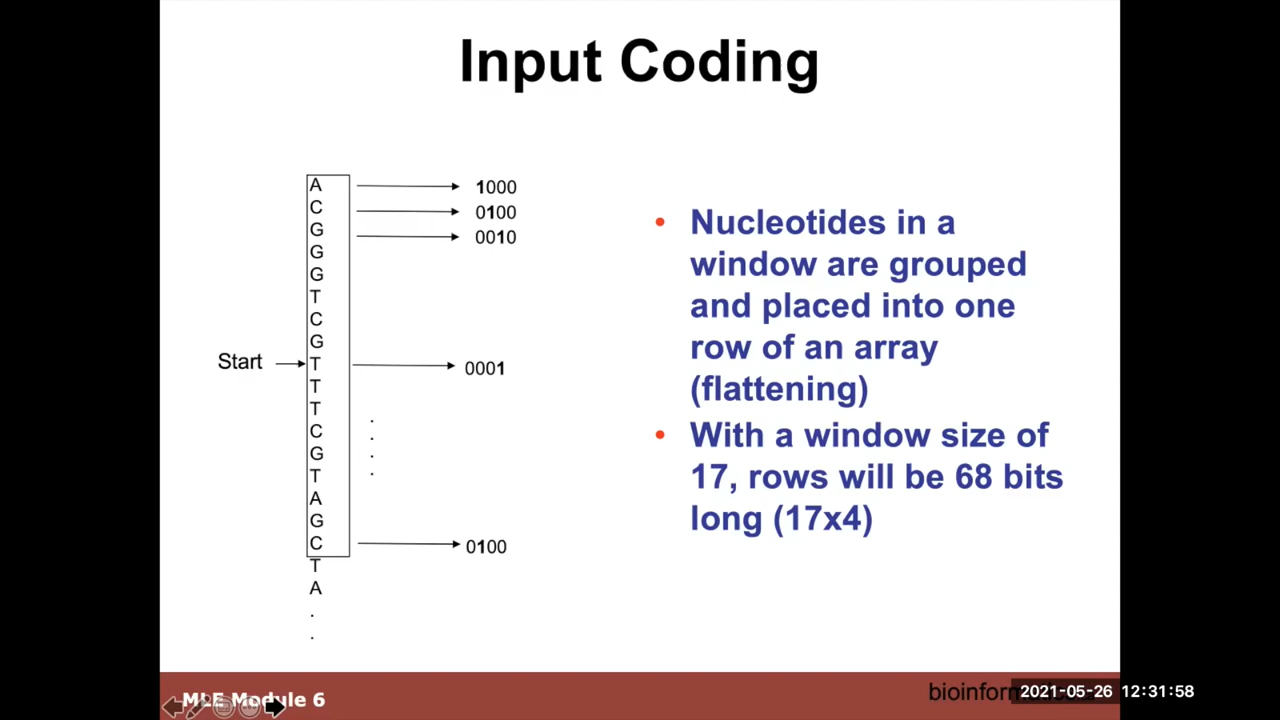 Input Coding
A
1000
C
0100
G
0010
G
G
T
C
G
Start
T
0001
T
T
C
.
G
.
T
.
.
A
G
C
0100
T
A
.
.
• Nucleotides in a
window are grouped
and placed into one
row of an array
(flattening)
• With a window size of
17, rows will be 68 bits
long (17x4)
MLE Module 6
2021-05-26 12:31:58